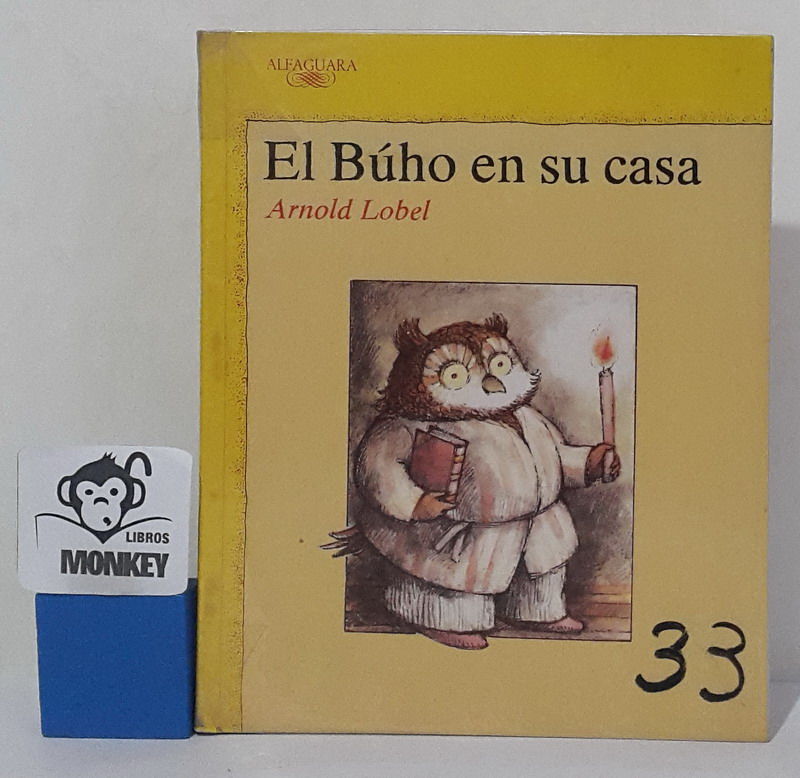 ALFAGUARA
El Búho en su casa
Arnold Lobel
LIBROS
MONKEY
33